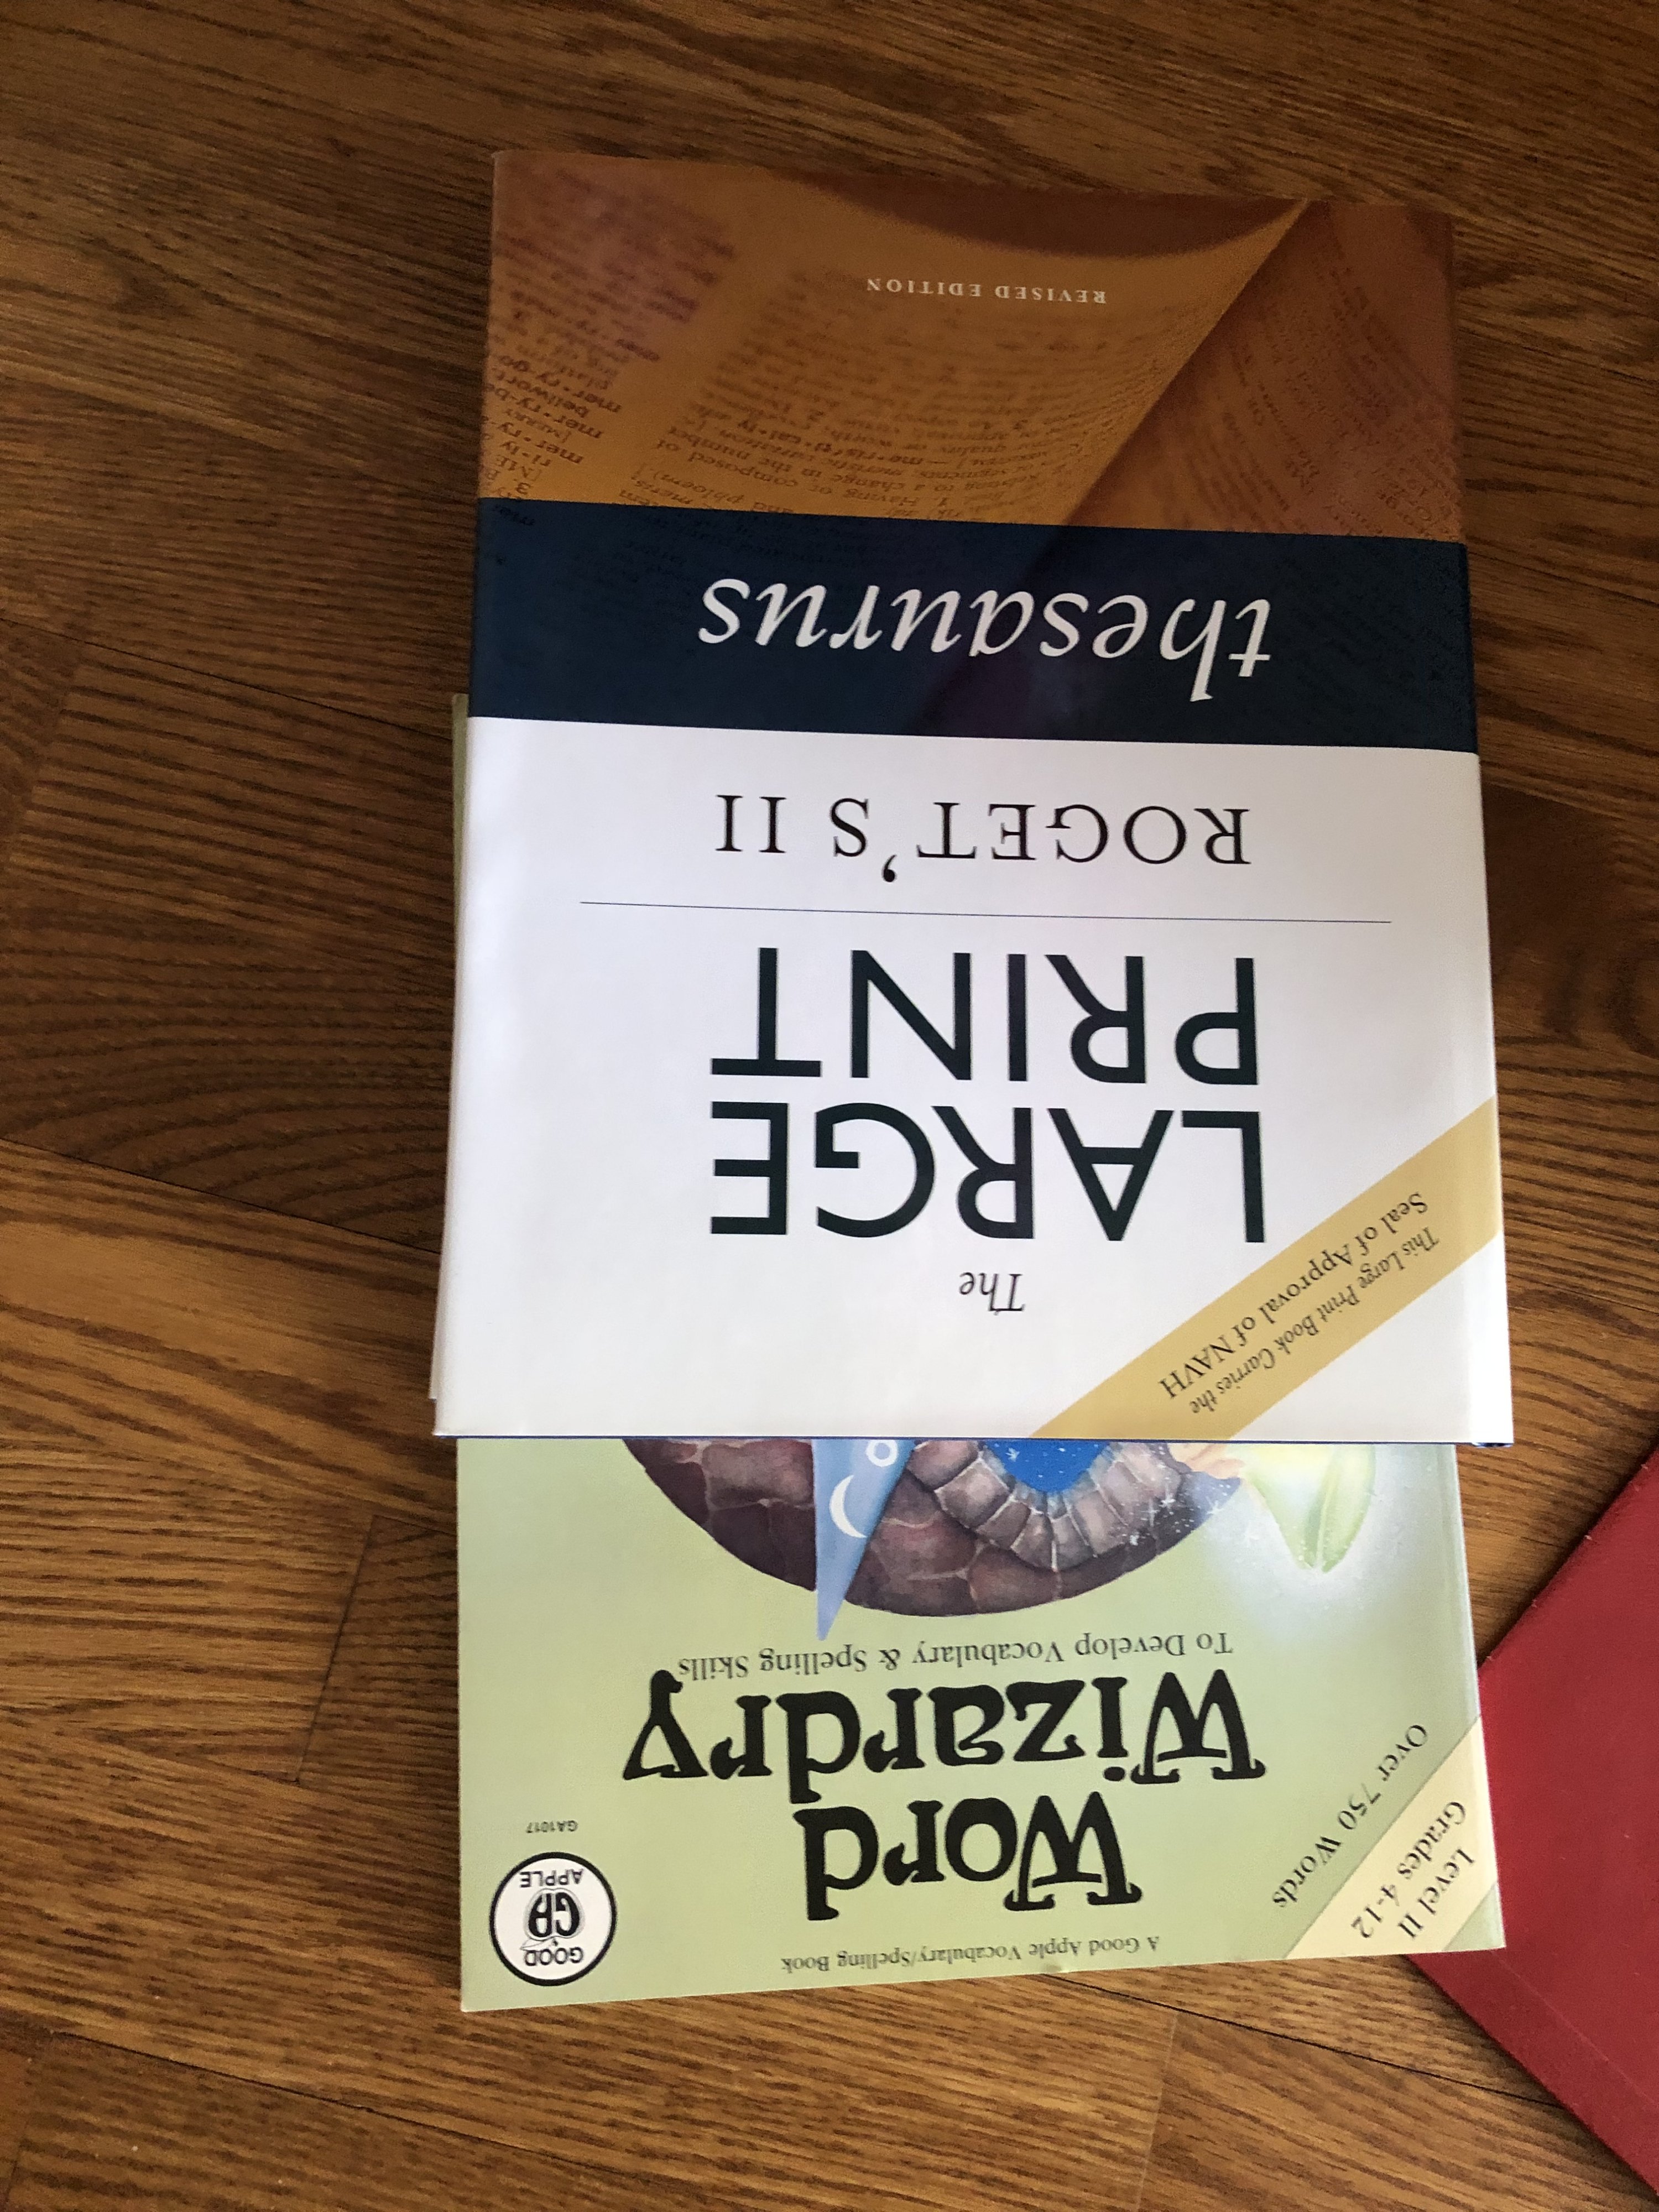 A Good Apple Vocabulary/Spelling Book
GOOD
GA
APPLE
GA1017
Level II
Grades 4-12
Over 750 Words
Word
Wizardry
To Develop Vocabulary & Spelling Skills
This Large Print Book Carries the
Seal of Approval of NAVH
The
LARGE
PRINT
ROGET'S II
thesaurus
REVISED EDITION